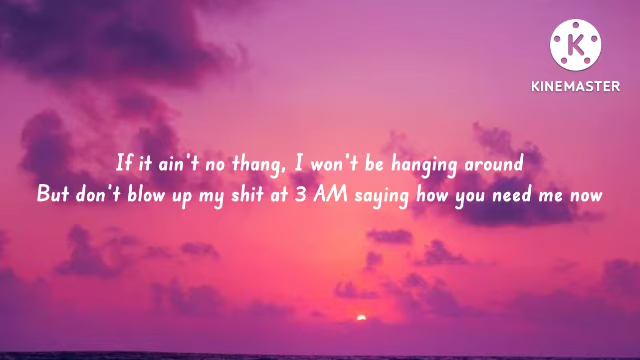 KINEMASTER
If it ain't no thang, I won't be hanging around
But don't blow up my shit at 3 AM saying how you need me now